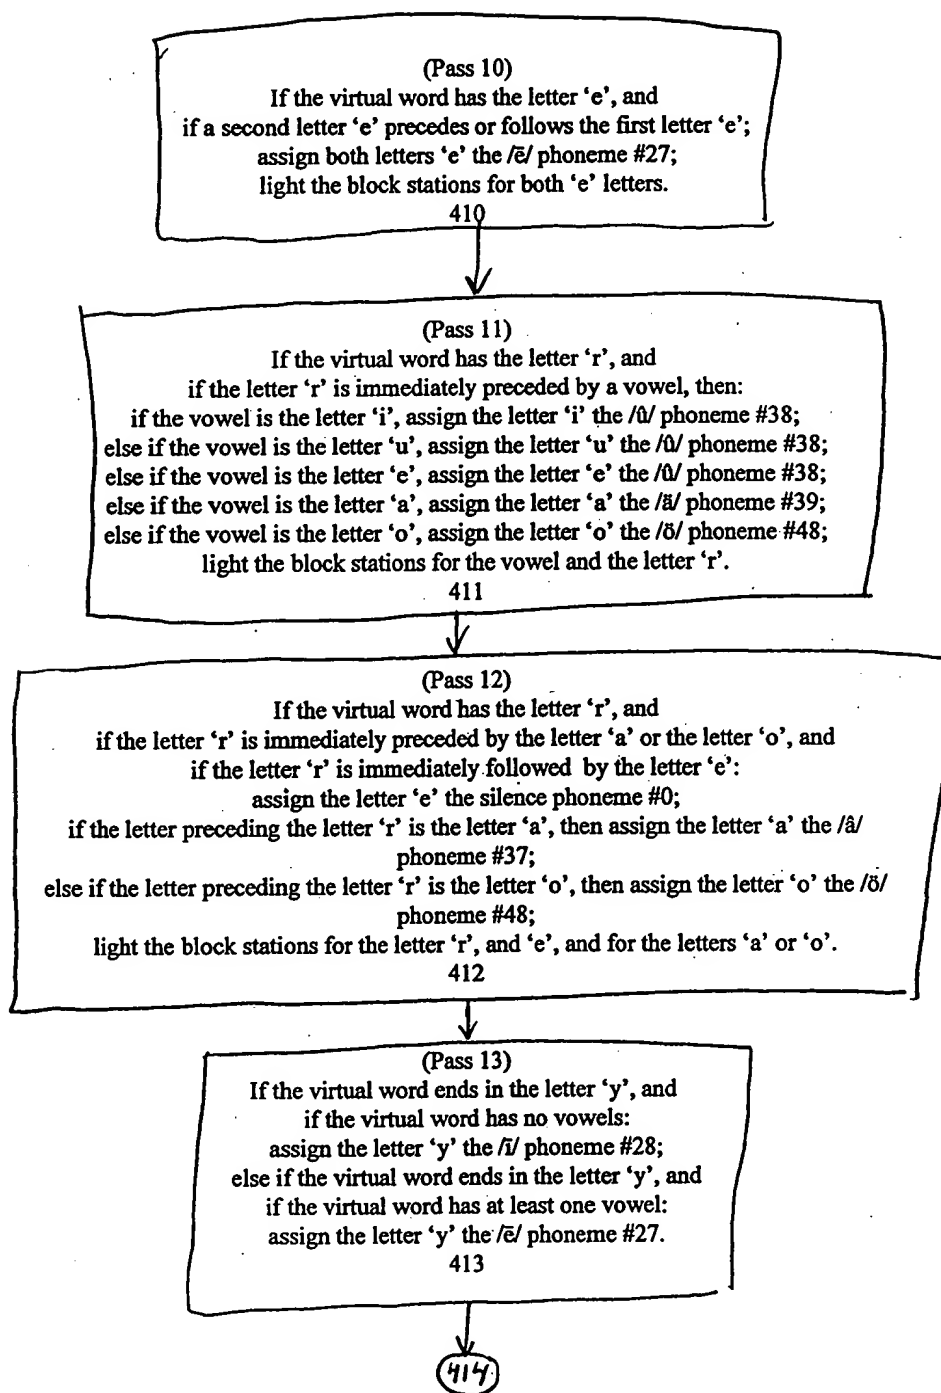 (Pass 10)
If the virtual word has the letter ‘e’, and
if a second letter ‘e’ precedes or follows the first letter ‘e’;
assign both letters ‘e’ the /ē/ phoneme #27;
light the block stations for both ‘e’ letters.
410
(Pass 11)
If the virtual word has the letter ‘r’, and
if the letter ‘r’ is immediately preceded by a vowel, then:
if the vowel is the letter ‘i’, assign the letter ‘i’ the /û/ phoneme #38;
else if the vowel is the letter ‘u’, assign the letter ‘u’ the /û/ phoneme #38;
else if the vowel is the letter ‘e’, assign the letter ‘e’ the /û/ phoneme #38;
else if the vowel is the letter ‘a’, assign the letter ‘a’ the /ä/ phoneme #39;
else if the vowel is the letter ‘o’, assign the letter ‘o’ the /ö/ phoneme #48;
light the block stations for the vowel and the letter ‘r’.
411
(Pass 12)
If the virtual word has the letter ‘r’, and
if the letter ‘r’ is immediately preceded by the letter ‘a’ or the letter ‘o’, and
if the letter ‘r’ is immediately followed by the letter ‘e’:
assign the letter ‘e’ the silence phoneme #0;
if the letter preceding the letter ‘r’ is the letter ‘a’, then assign the letter ‘a’ the /â/
phoneme #37;
else if the letter preceding the letter ‘r’ is the letter ‘o’, then assign the letter ‘o’ the /ö/
phoneme #48;
light the block stations for the letter ‘r’, and ‘e’, and for the letters ‘a’ or ‘o’.
412
(Pass 13)
If the virtual word ends in the letter ‘y’, and
if the virtual word has no vowels:
assign the letter ‘y’ the /ī/ phoneme #28;
else if the virtual word ends in the letter ‘y’, and
if the virtual word has at least one vowel:
assign the letter ‘y’ the /ē/ phoneme #27.
413
414